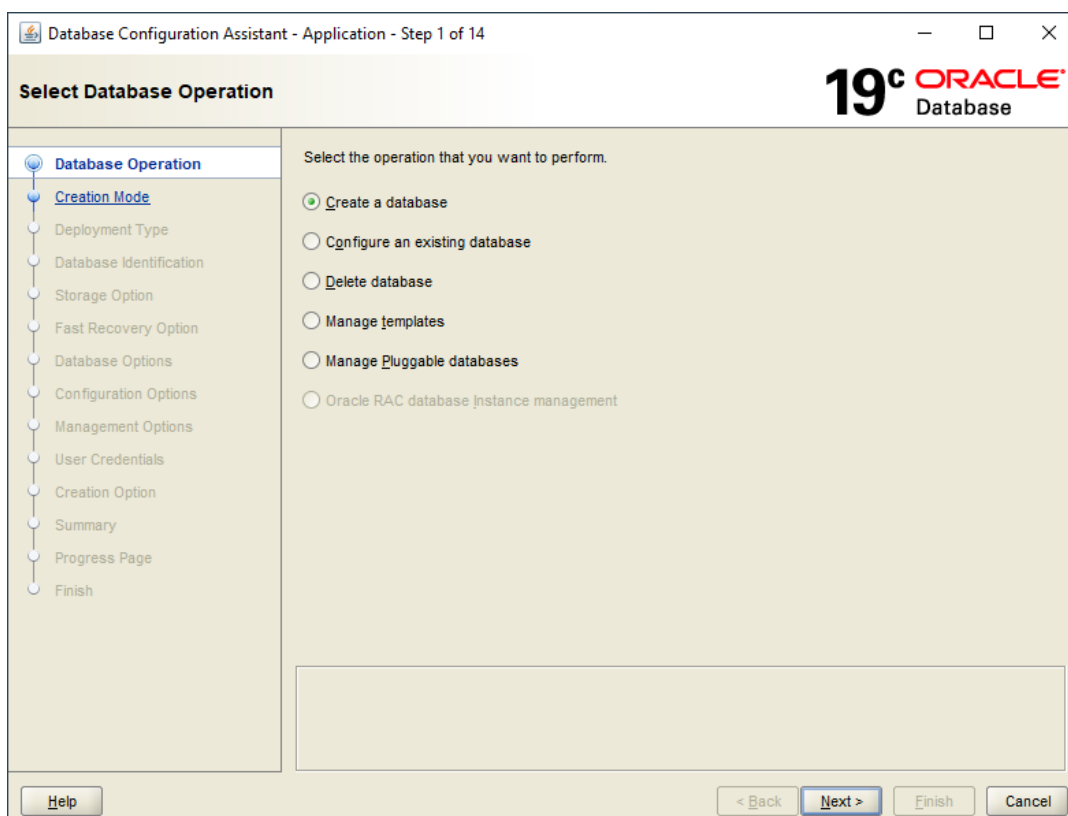 Database Configuration Assistant - Application - Step 1 of 14
Select Database Operation
19c ORACLE
Database
Database Operation
Creation Mode
Deployment Type
Database Identification
Storage Option
Fast Recovery Option
Database Options
Configuration Options
Management Options
User Credentials
Creation Option
Summary
Progress Page
Finish
Select the operation that you want to perform.
Create a database
Configure an existing database
Delete database
Manage templates
Manage Pluggable databases
Oracle RAC database Instance management
Help
< Back
Next >
Finish
Cancel